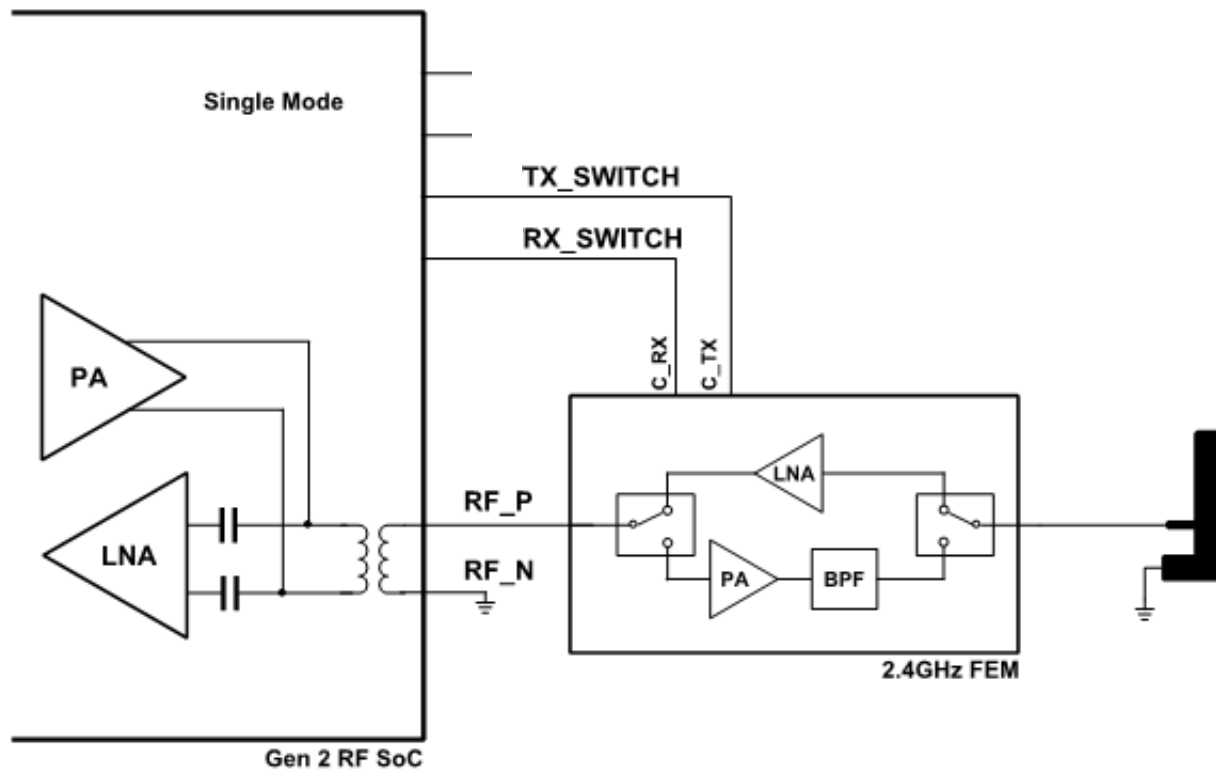 Single Mode
TX_SWITCH
RX_SWITCH
C_RX
C_TX
PA
LNA
RF_P
RF_N
LNA
PA
BPF
2.4GHz FEM
Gen 2 RF SoC